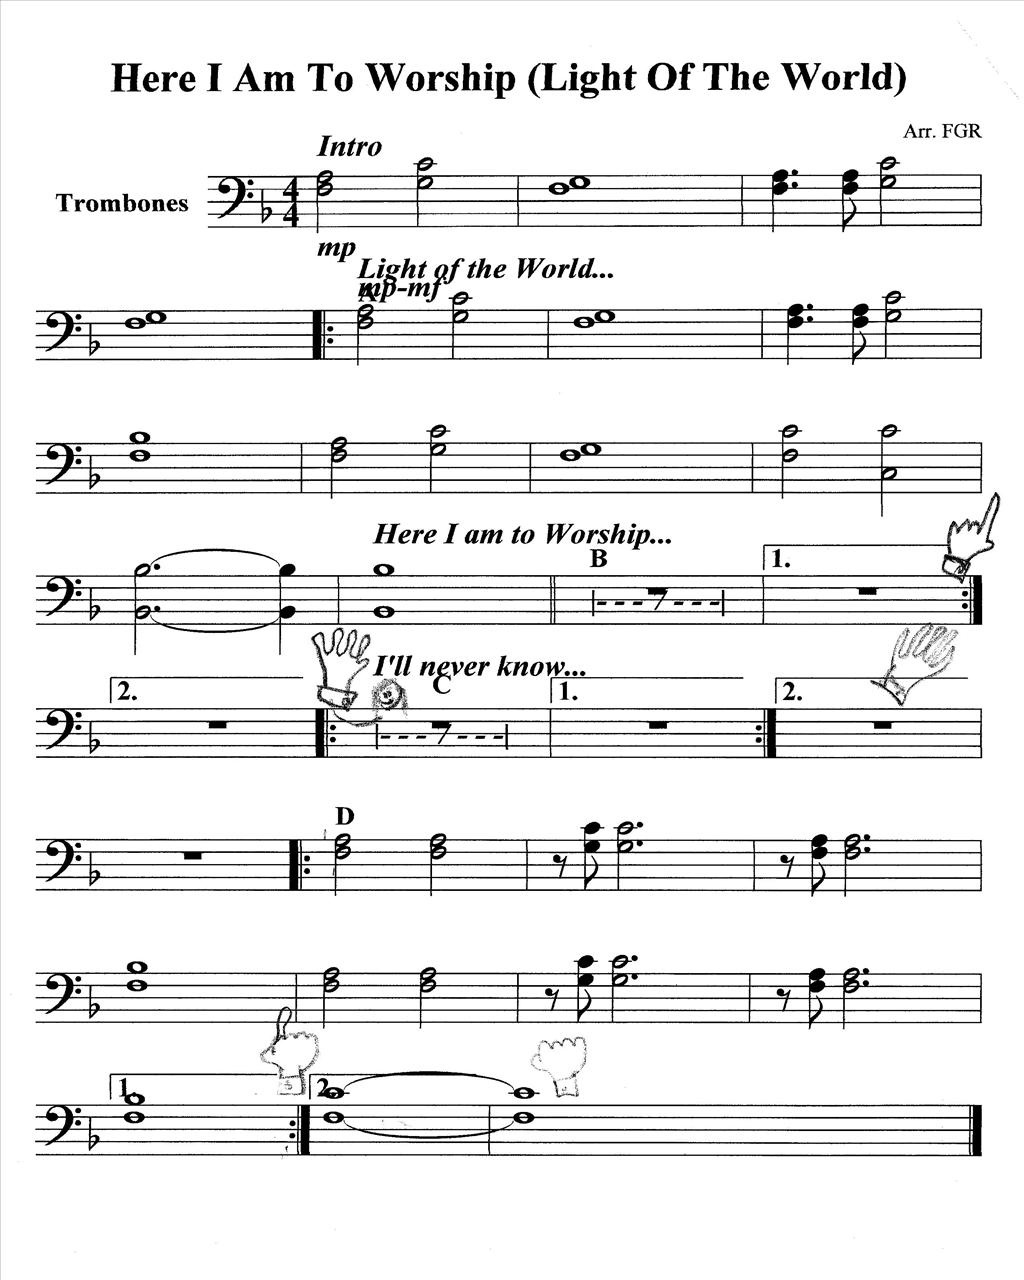 Here I Am To Worship (Light Of The World)
Arr. FGR
Intro
Trombones
4
4
mp
Light of the World...
mp-mf
A
Here I am to Worship...
B
1.
7
I'll never know...
2.
C
1.
2.
7
D
1.
2.